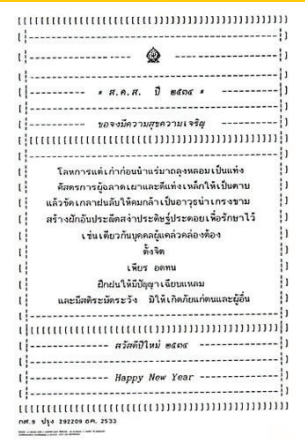 * ส.ค.ส. ปี ๒๕๓๔ *
ขอจงมีความสุขความเจริญ
โลหการแต่เก่าก่อนนำแร่มาถลุงหลอมเป็นแท่ง
ศัสตรการผู้ฉลาดเผาและตีแท่งเหล็กให้เป็นดาบ
แล้วขัดเกลาฝนลับให้คมกล้าเป็นอาวุธน่าเกรงขาม
สร้างฝักอันประเสริฐสง่าประดิษฐ์ประดอยเพื่อรักษาไว้
เช่นเดียวกับบุคคลผู้แคล่วคล่องต้อง
ตั้งจิต
เพียร อดทน
ฝึกฝนให้มีปัญญาเฉียบแหลม
และมีสติระมัดระวัง มิให้เกิดภัยแก่ตนและผู้อื่น
สวัสดีปีใหม่ ๒๕๓๔
Happy New Year
กส.9 ปรุง 292209 ธค. 2533